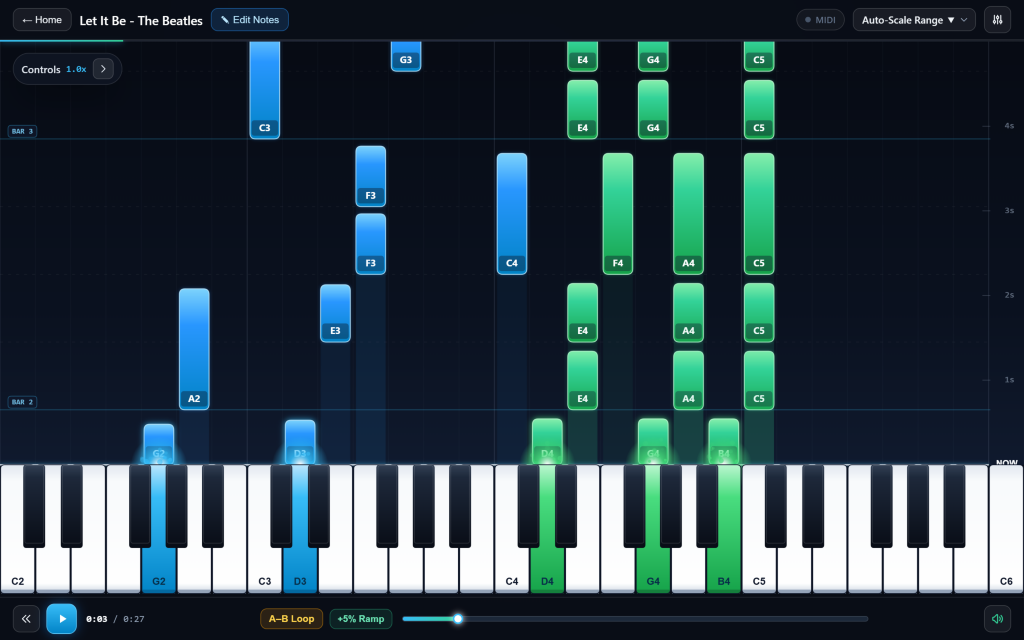 ← Home
Let It Be - The Beatles
Edit Notes
MIDI
Auto-Scale Range ▼
Controls 1.0x
G3 E4 G4 C5
C3 E4 G4 C5
BAR 3
4s
F3
3s
F3 C4 F4 A4 C5
2s
E3 E4 A4 C5
1s
A2 E4 A4 C5
BAR 2
G2 D3 D4 G4 B4
NOW
C2 G2 C3 D3 C4 D4 G4 B4 C5 C6
0:03 / 0:27
A–B Loop
+5% Ramp